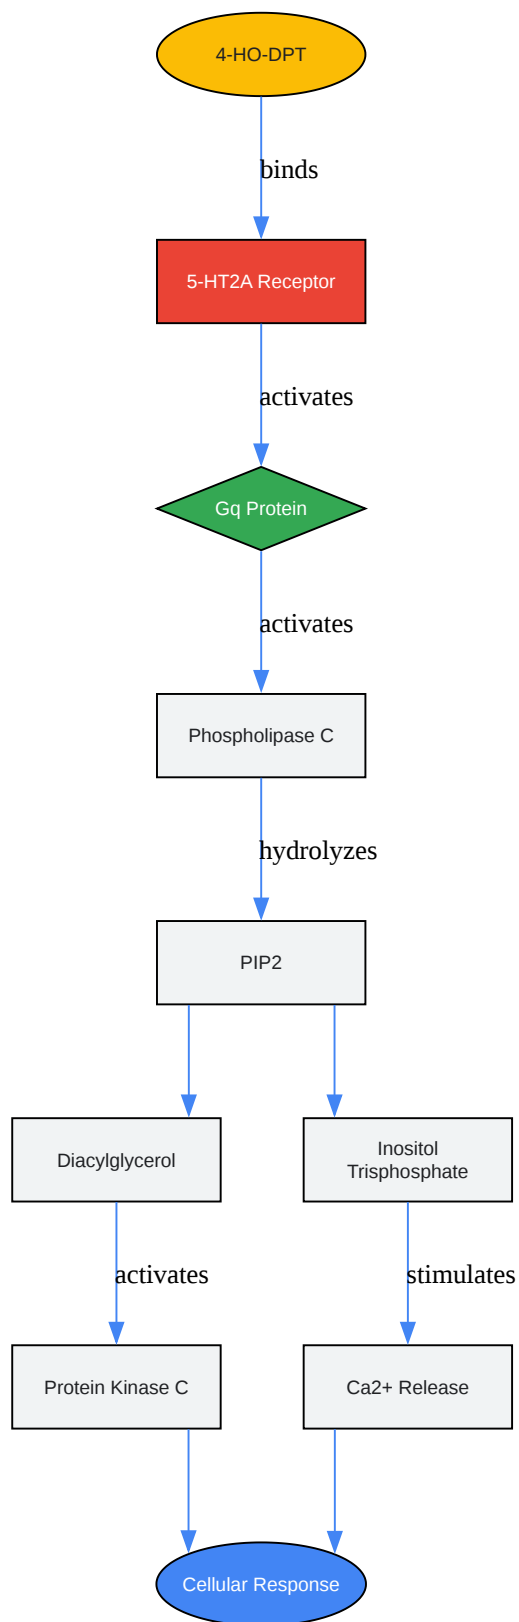 4-HO-DPT
binds
5-HT2A Receptor
activates
Gq Protein
activates
Phospholipase C
hydrolyzes
PIP2
Diacylglycerol
Inositol
Trisphosphate
activates
stimulates
Protein Kinase C
Ca2+ Release
Cellular Response